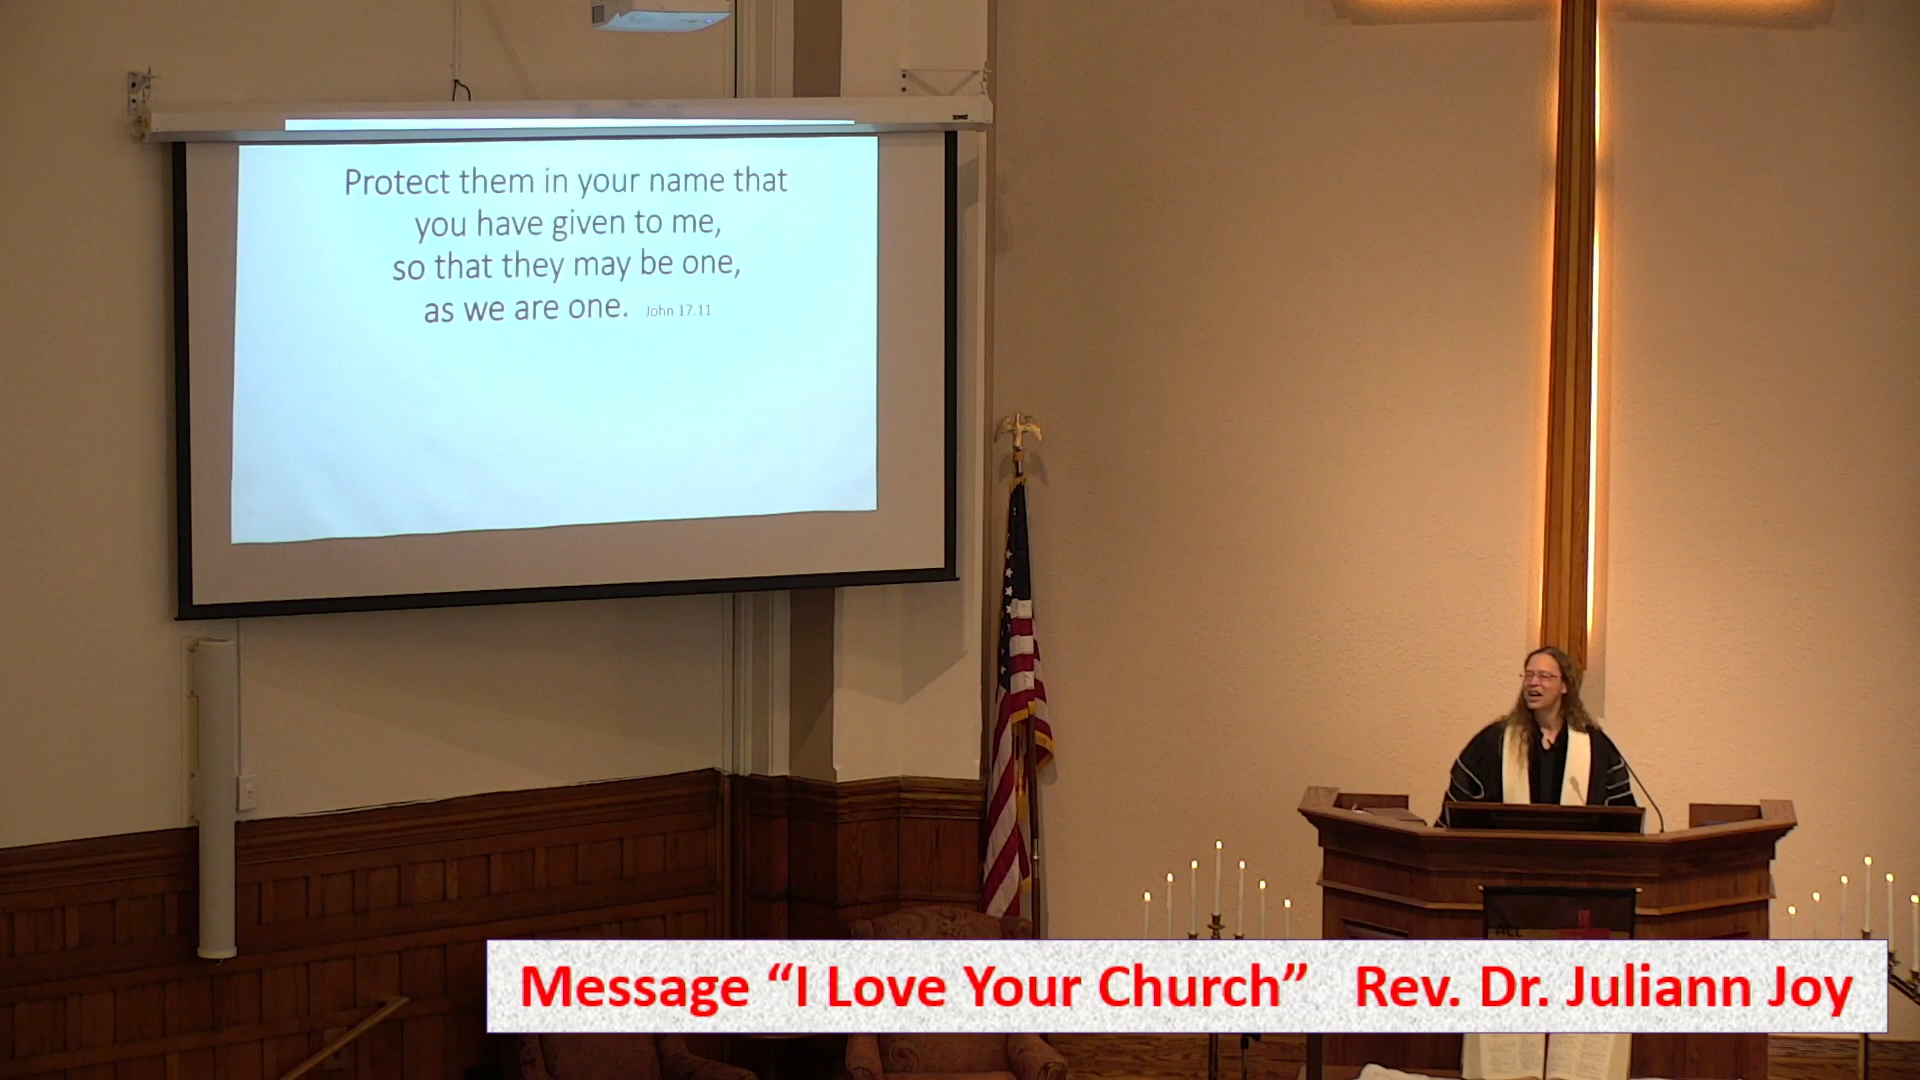 Protect them in your name that
you have given to me,
so that they may be one,
as we are one. John 17.11
ALL
Message “I Love Your Church” Rev. Dr. Juliann Joy